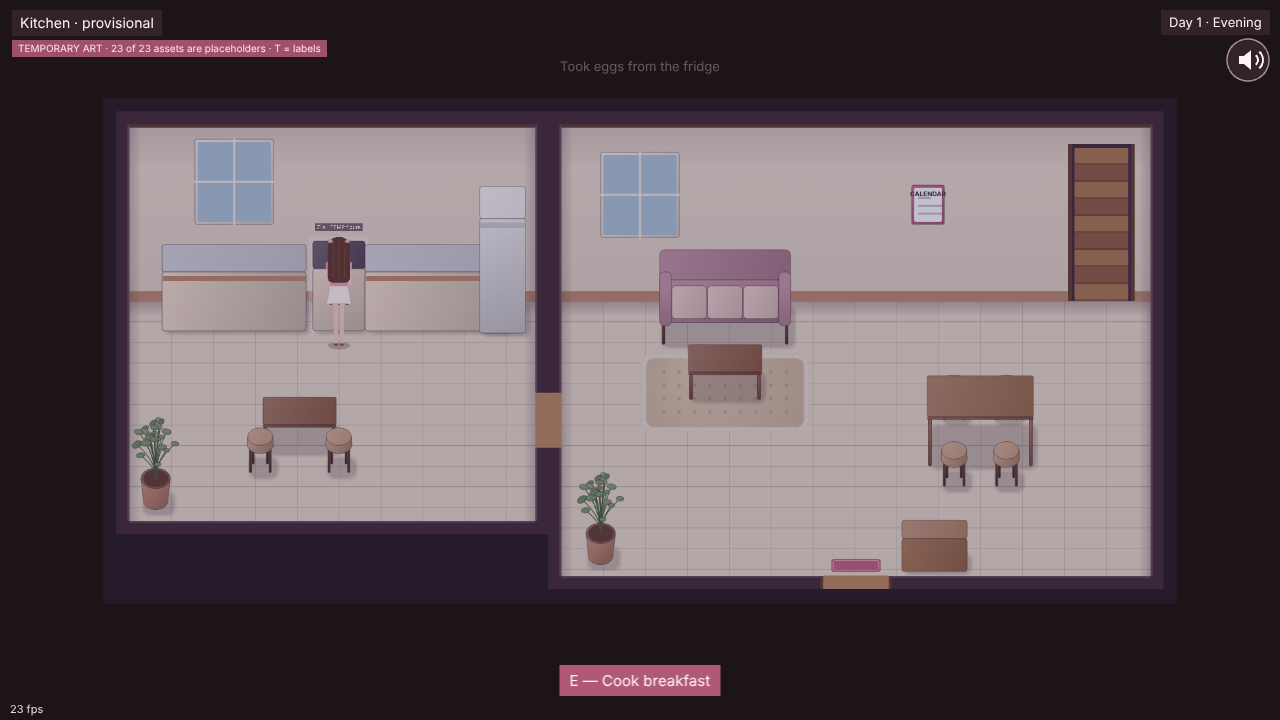 Kitchen · provisional
TEMPORARY ART · 23 of 23 assets are placeholders · T = labels
Day 1 · Evening
Took eggs from the fridge
CALENDAR
E — Cook breakfast
23 fps